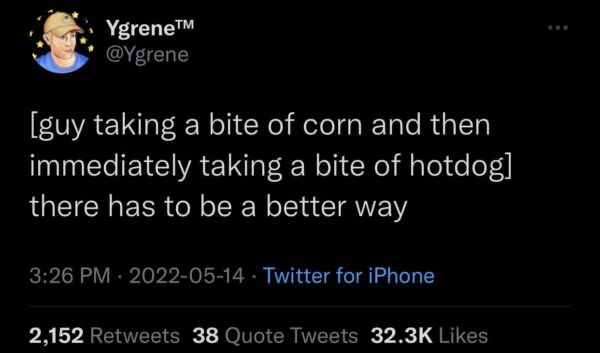 Ygrene™
@Ygrene
[guy taking a bite of corn and then
immediately taking a bite of hotdog]
there has to be a better way
3:26 PM · 2022-05-14 · Twitter for iPhone
2,152 Retweets 38 Quote Tweets 32.3K Likes